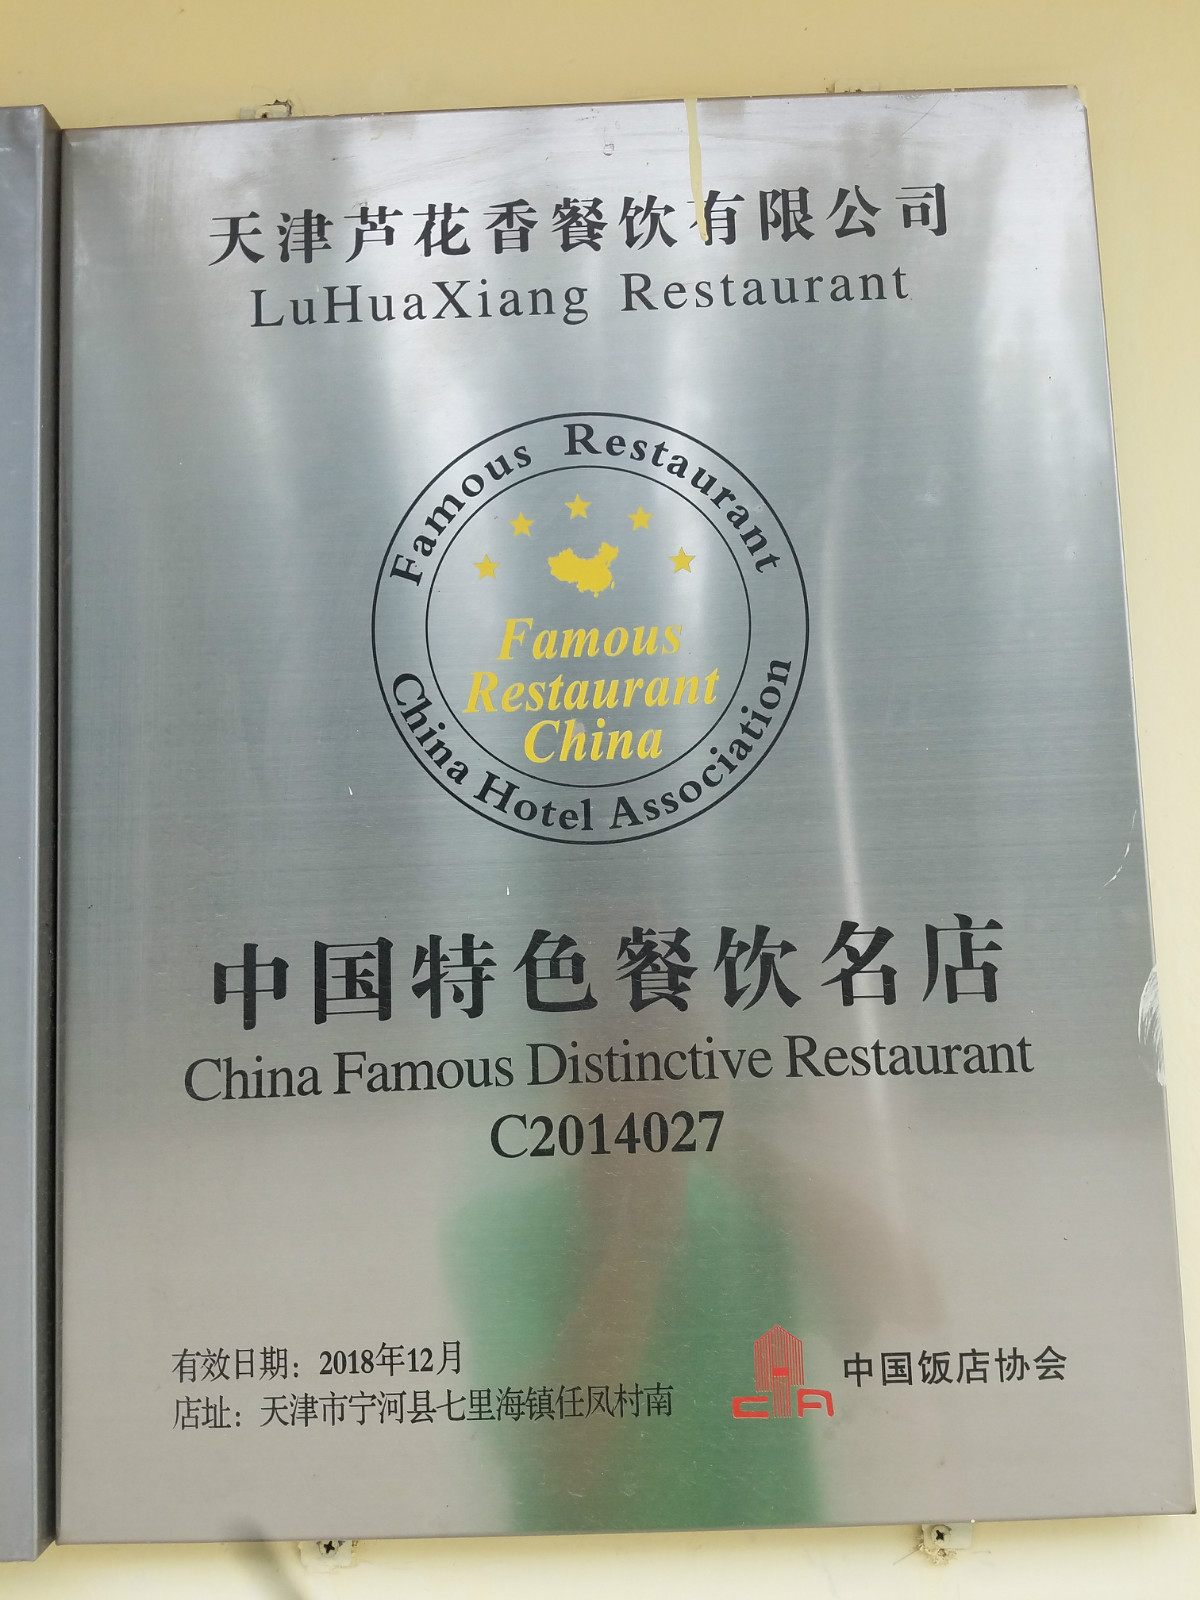 天津芦花香餐饮有限公司
LuHuaXiang Restaurant
Famous Restaurant
Famous
Restaurant
China
China Hotel Association
中国特色餐饮名店
China Famous Distinctive Restaurant
C2014027
有效日期：2018年12月
店址：天津市宁河县七里海镇任凤村南
CHA 中国饭店协会